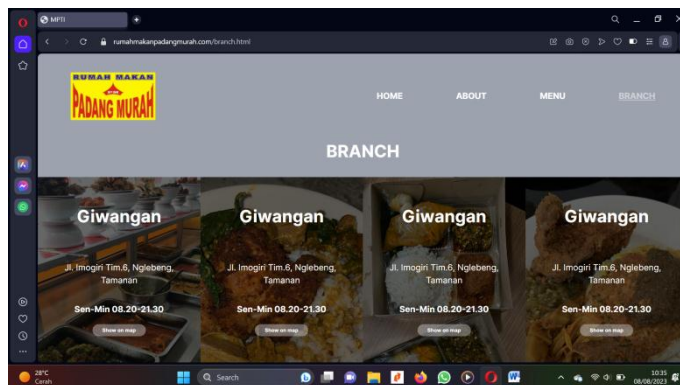 MPTI
rumahmakanpadangmurah.com/branch.html
RUMAH MAKAN
PADANG MURAH
HOME
ABOUT
MENU
BRANCH
BRANCH
Giwangan
Jl. Imogiri Tim.6, Nglebeng,
Tamanan
Sen-Min 08.20-21.30
Show on map
Giwangan
Jl. Imogiri Tim.6, Nglebeng,
Tamanan
Sen-Min 08.20-21.30
Show on map
Giwangan
Jl. Imogiri Tim.6, Nglebeng,
Tamanan
Sen-Min 08.20-21.30
Show on map
Giwangan
Jl. Imogiri Tim.6, Nglebeng,
Tamanan
Sen-Min 08.20-21.30
Show on map
28°C
Cerah
Search
10:35
08/08/2023